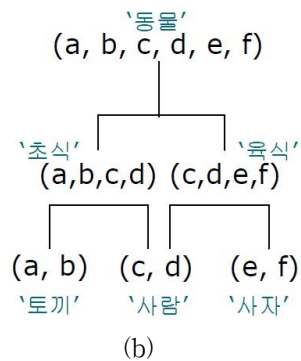 ‘동물’
(a, b, c, d, e, f)
‘초식’ ‘육식’
(a,b,c,d) (c,d,e,f)
(a, b) (c, d) (e, f)
‘토끼’ ‘사람’ ‘사자’
(b)